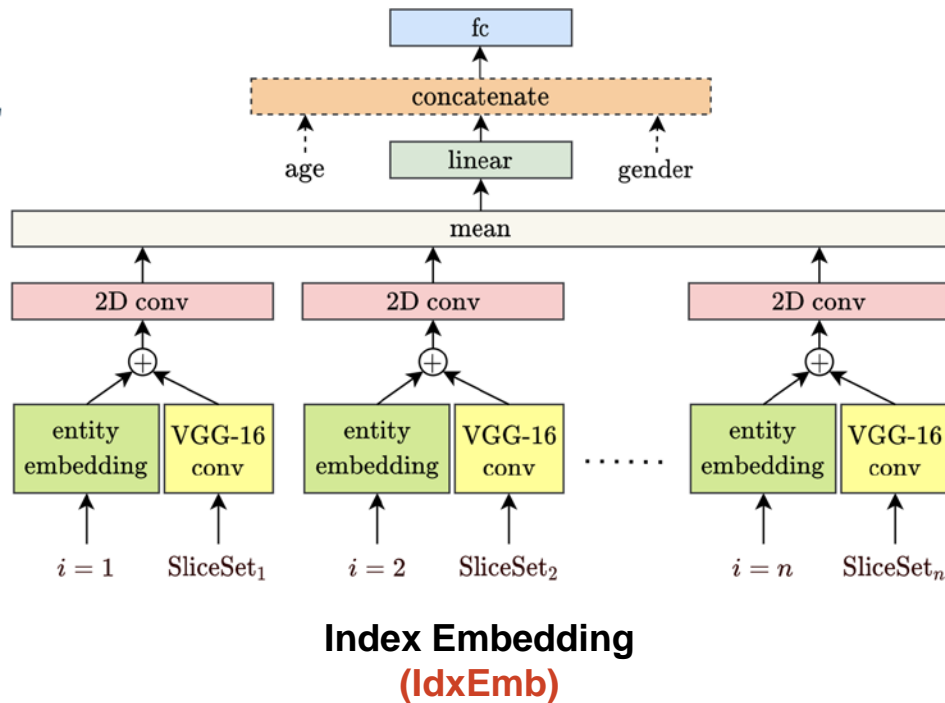 fc
concatenate
age
linear
gender
mean
2D conv 2D conv 2D conv
+ + +
entity embedding VGG-16 conv entity embedding VGG-16 conv ...... entity embedding VGG-16 conv
i = 1 SliceSet₁ i = 2 SliceSet₂ i = n SliceSetₙ
Index Embedding
(IdxEmb)